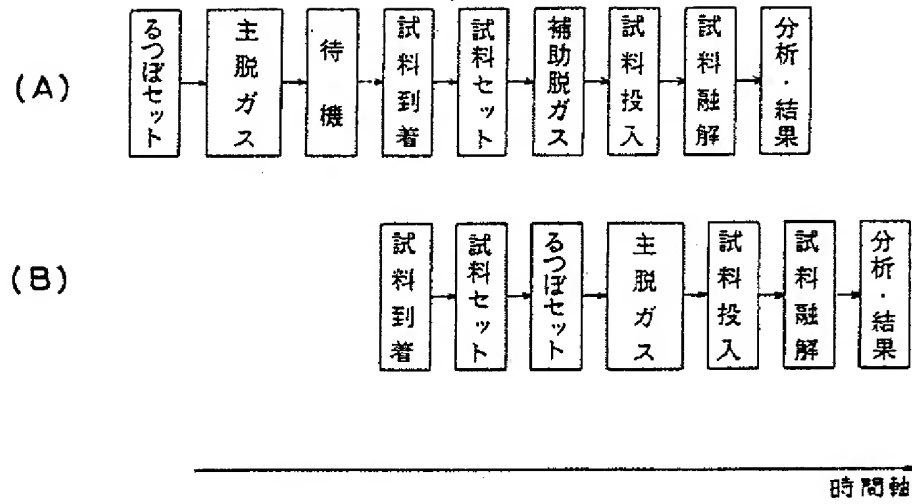 (A)
るつぼセット
主脱ガス
待機
試料到着
試料セット
補助脱ガス
試料投入
試料融解
分析・結果
(B)
試料到着
試料セット
るつぼセット
主脱ガス
試料投入
試料融解
分析・結果
時間軸